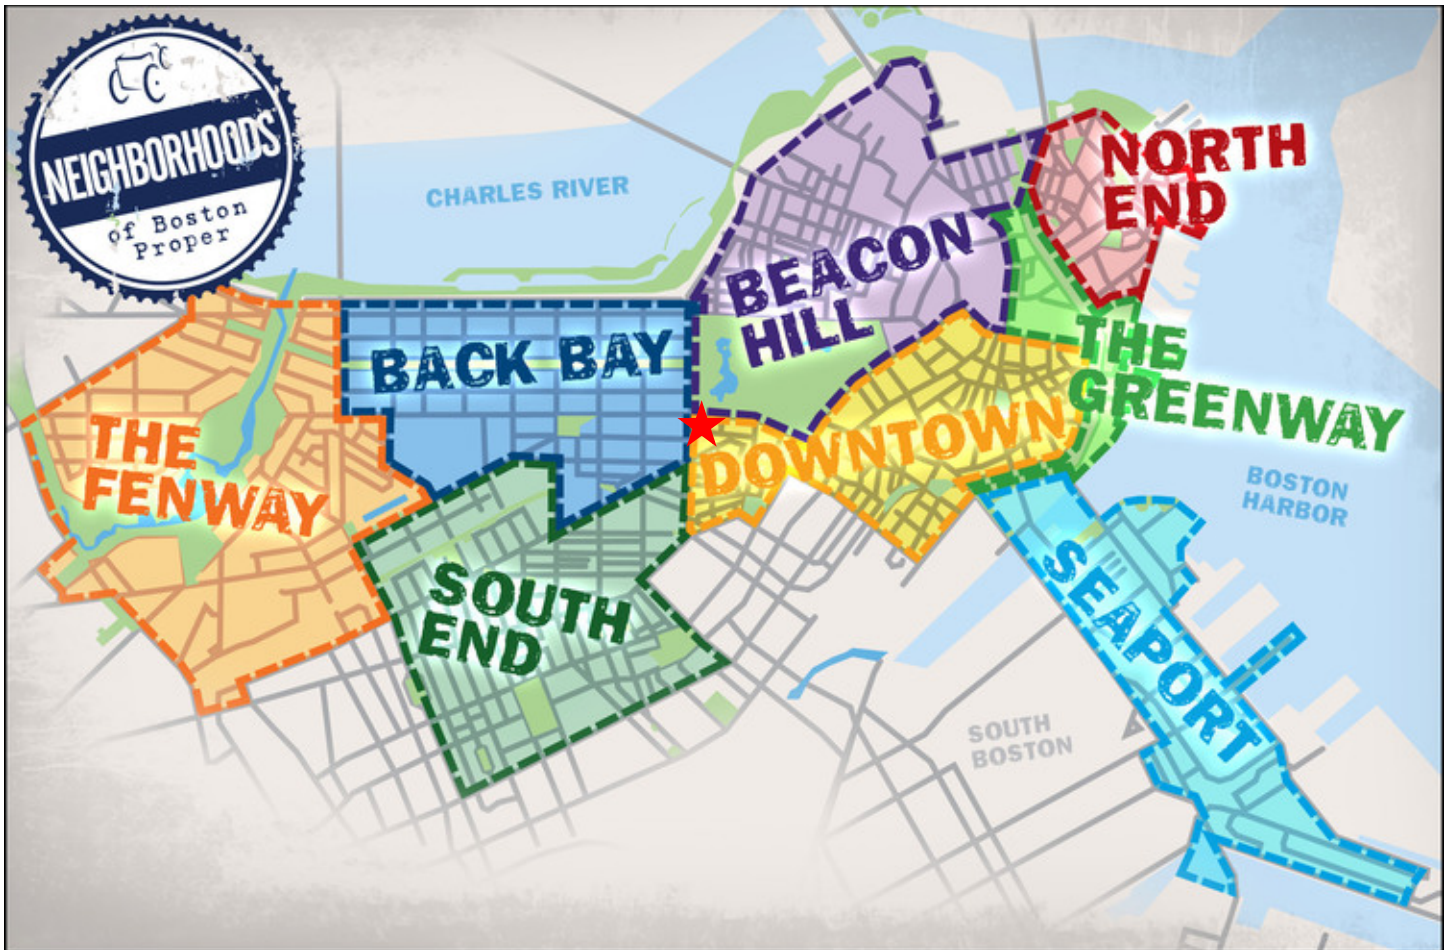 NEIGHBORHOODS
of Boston
Proper
CHARLES RIVER
NORTH
END
BEACON
HILL
BACK BAY
THE
GREENWAY
THE
FENWAY
DOWNTOWN
BOSTON
HARBOR
SOUTH
END
SEAPORT
SOUTH
BOSTON